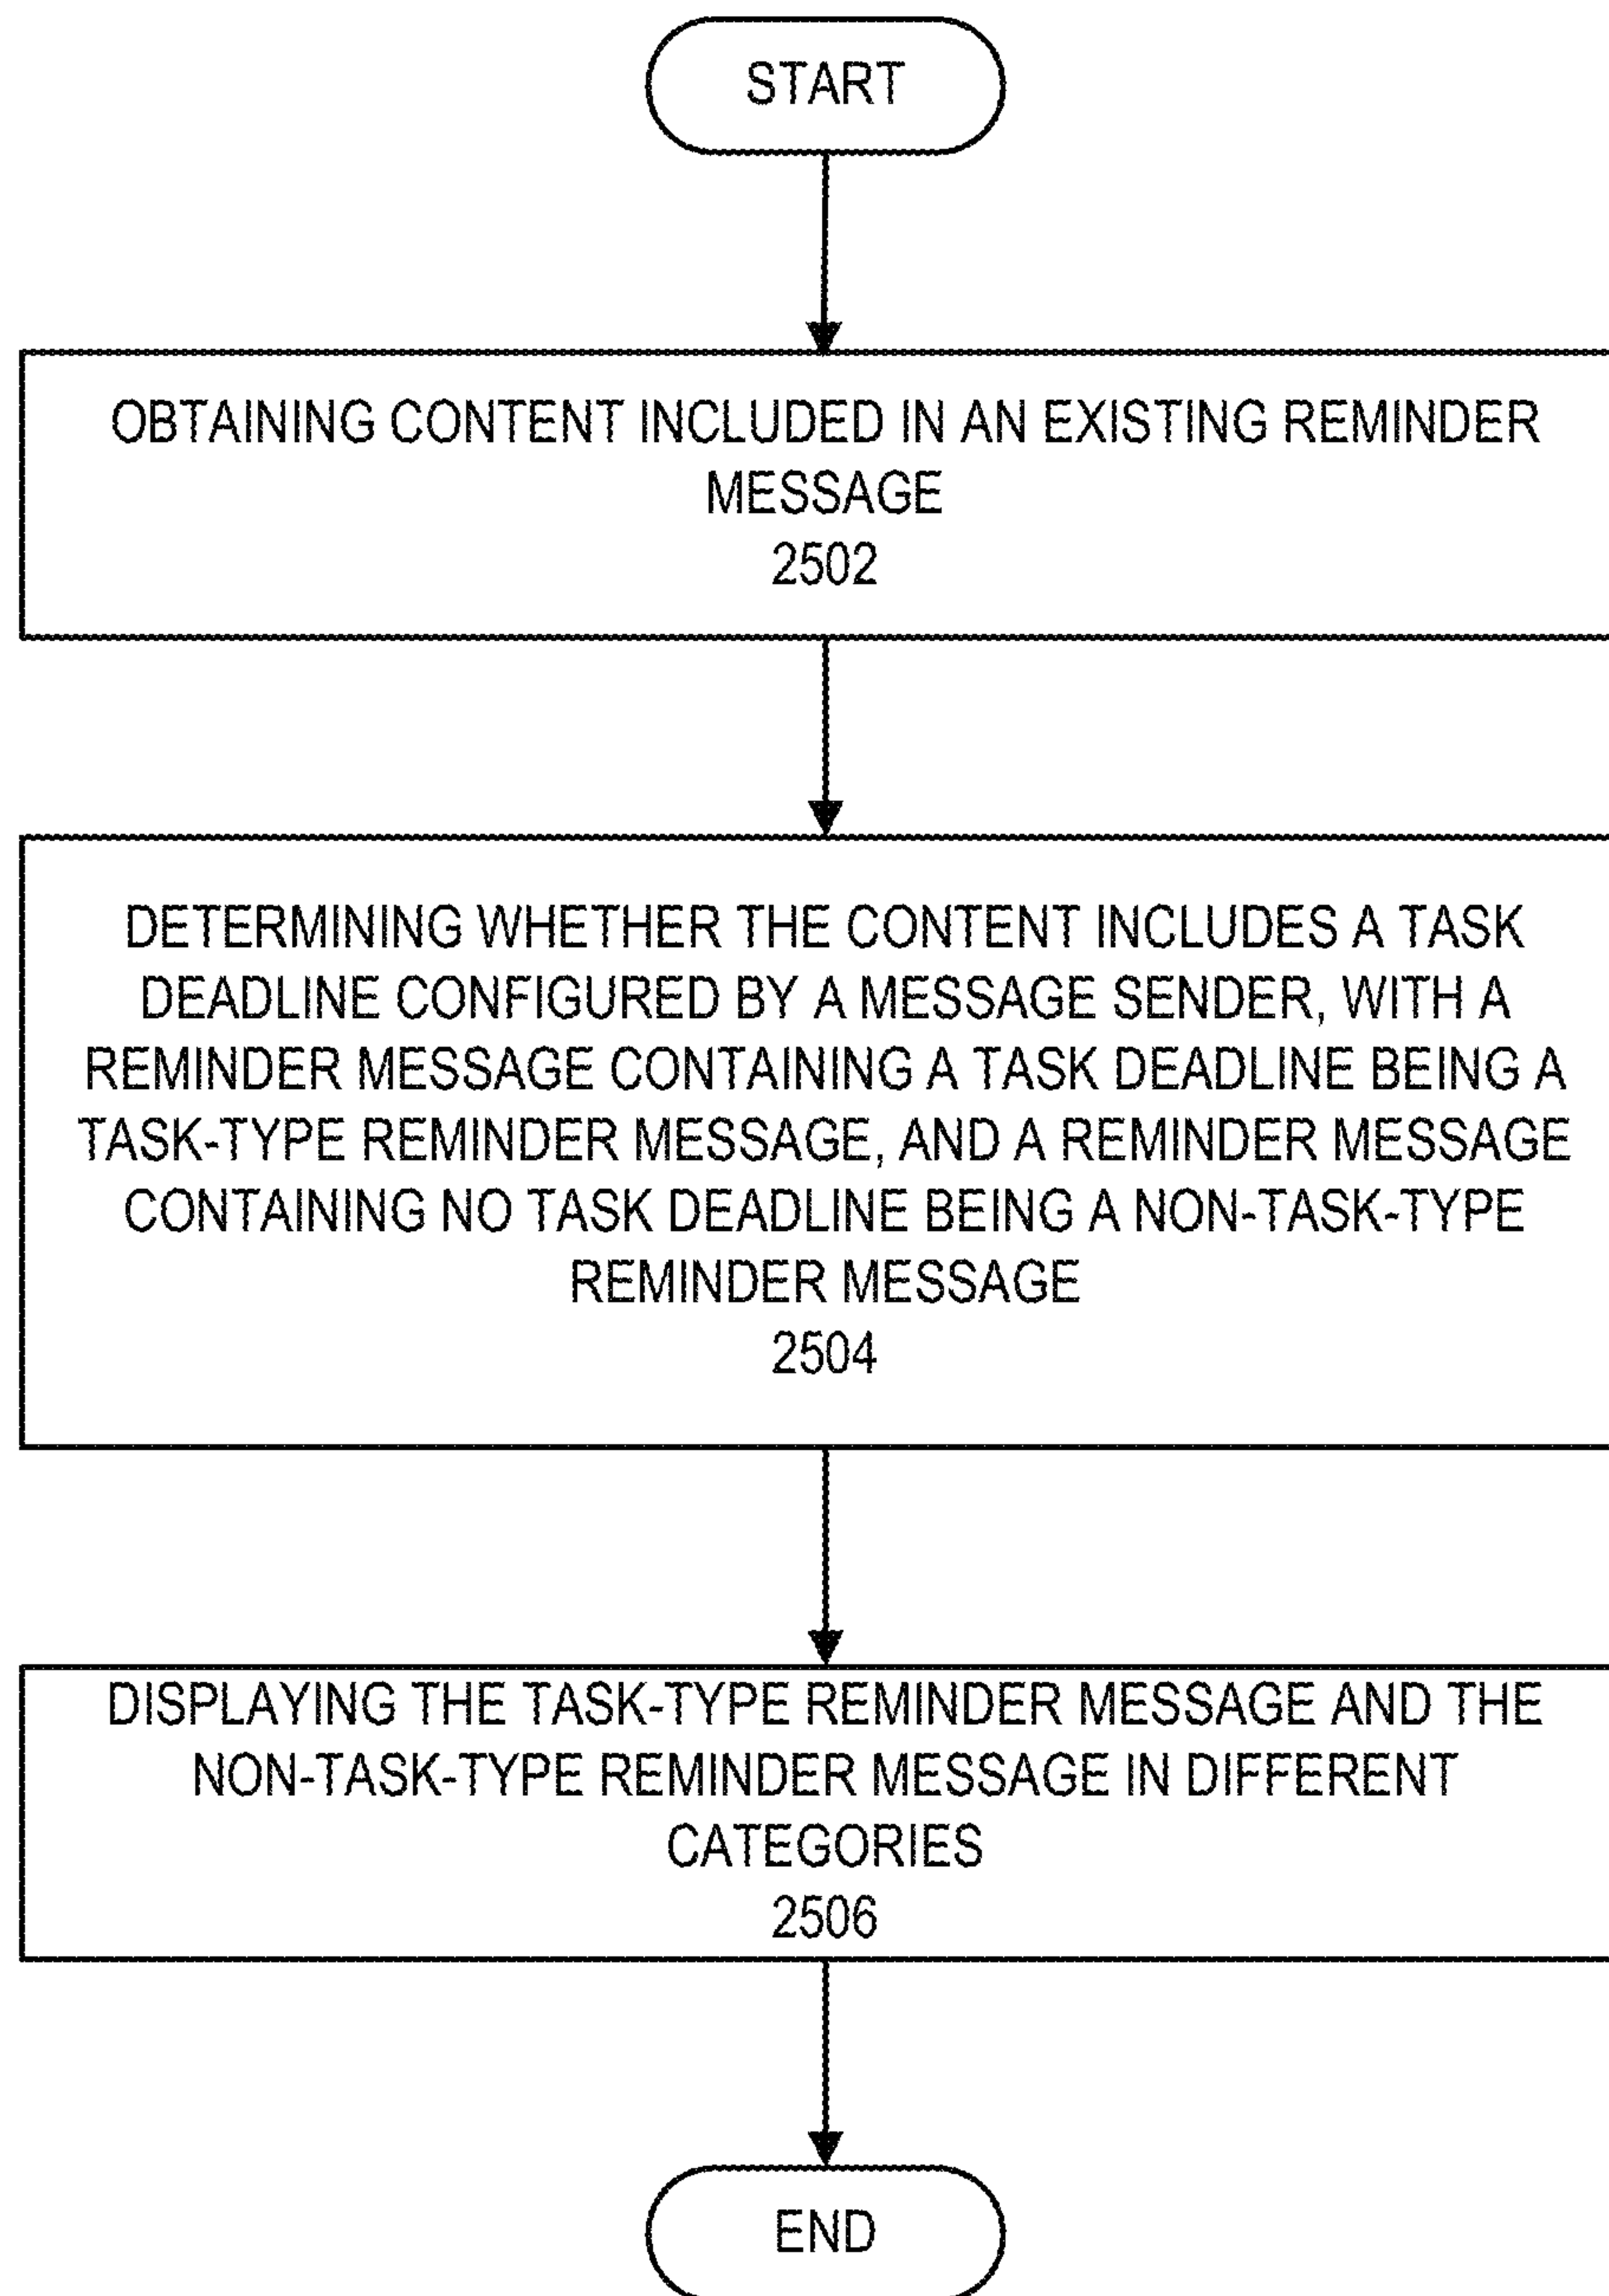 START
OBTAINING CONTENT INCLUDED IN AN EXISTING REMINDER
MESSAGE
2502
DETERMINING WHETHER THE CONTENT INCLUDES A TASK
DEADLINE CONFIGURED BY A MESSAGE SENDER, WITH A
REMINDER MESSAGE CONTAINING A TASK DEADLINE BEING A
TASK-TYPE REMINDER MESSAGE, AND A REMINDER MESSAGE
CONTAINING NO TASK DEADLINE BEING A NON-TASK-TYPE
REMINDER MESSAGE
2504
DISPLAYING THE TASK-TYPE REMINDER MESSAGE AND THE
NON-TASK-TYPE REMINDER MESSAGE IN DIFFERENT
CATEGORIES
2506
END